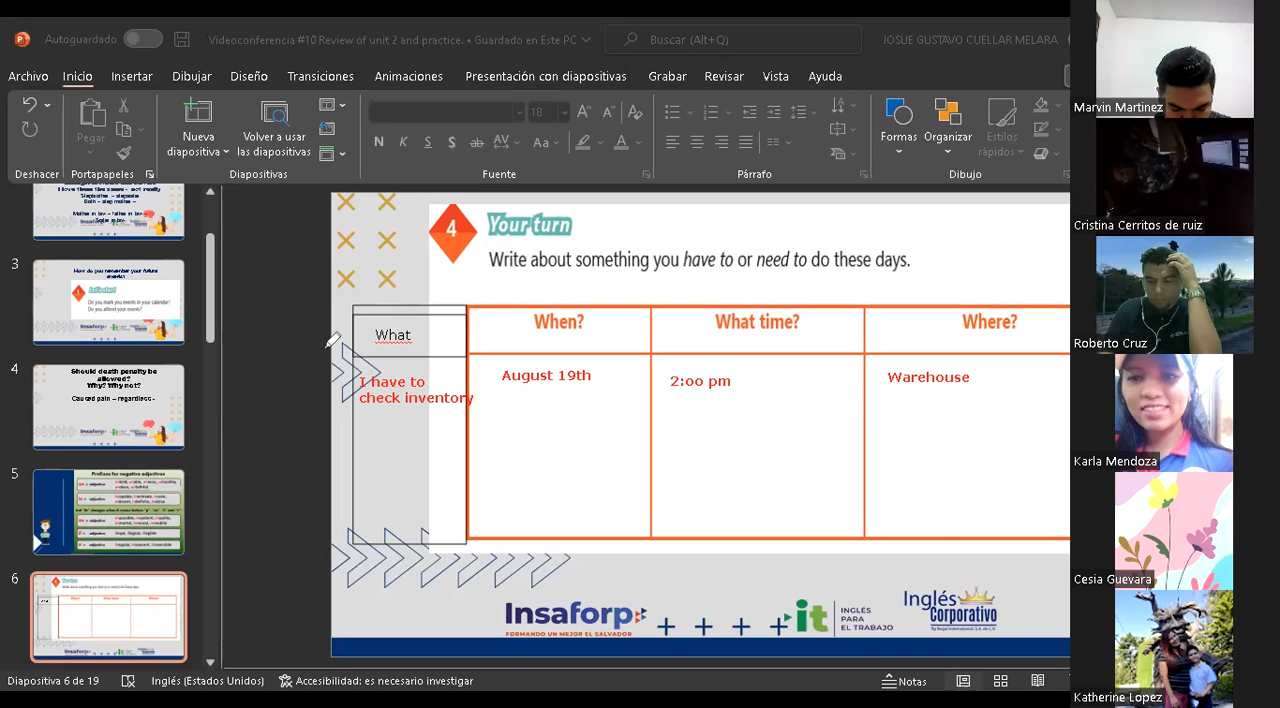 Autoguardado
Videoconferencia #10 Review of unit 2 and practice. • Guardado en Este PC
Buscar (Alt+Q)
JOSUE GUSTAVO CUELLAR MELARA
Archivo Inicio Insertar Dibujar Diseño Transiciones Animaciones Presentación con diapositivas Grabar Revisar Vista Ayuda
18
Pegar
Nueva diapositiva
Volver a usar las diapositivas
N K S S ab AV Aa A
Formas Organizar Estilos rápidos
Deshacer Portapapeles Diapositivas Fuente Párrafo Dibujo
3
How do you remember your future events?
Let's start
Do you mark you events in your calendar?
Do you attend your events?
4
Should death penalty be allowed?
Why? Why not?
Caused pain – regardless -
5
Prefixes for negative adjectives
6
4
Your turn
Write about something you have to or need to do these days.
What
When?
What time?
Where?
I have to
check inventory
August 19th
2:oo pm
Warehouse
Insaforp
FORMANDO UN MEJOR EL SALVADOR
it
INGLÉS
PARA
EL TRABAJO
Inglés
Corporativo
Marvin Martinez
Cristina Cerritos de ruiz
Roberto Cruz
Karla Mendoza
Cesia Guevara
Katherine Lopez
Diapositiva 6 de 19
Inglés (Estados Unidos)
Accesibilidad: es necesario investigar
Notas